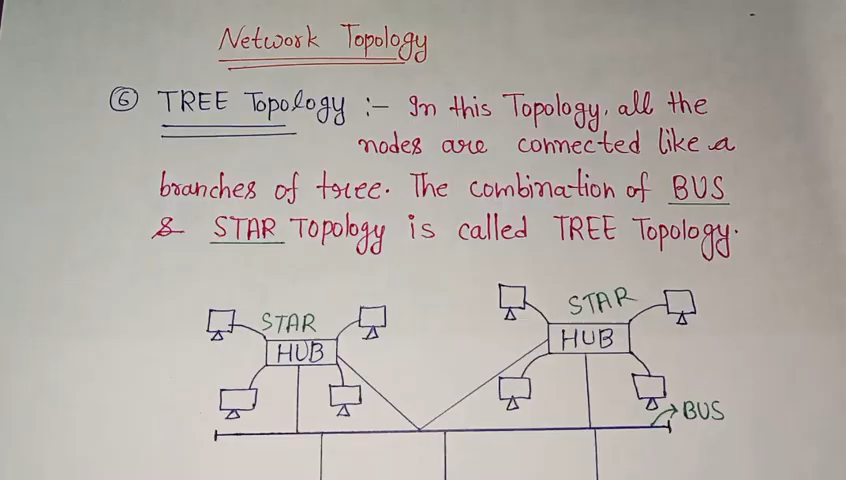 Network Topology
⑥ TREE Topology :- In this Topology, all the
nodes are connected like a
branches of tree. The combination of BUS
& STAR Topology is called TREE Topology.
STAR
STAR
HUB
HUB
BUS